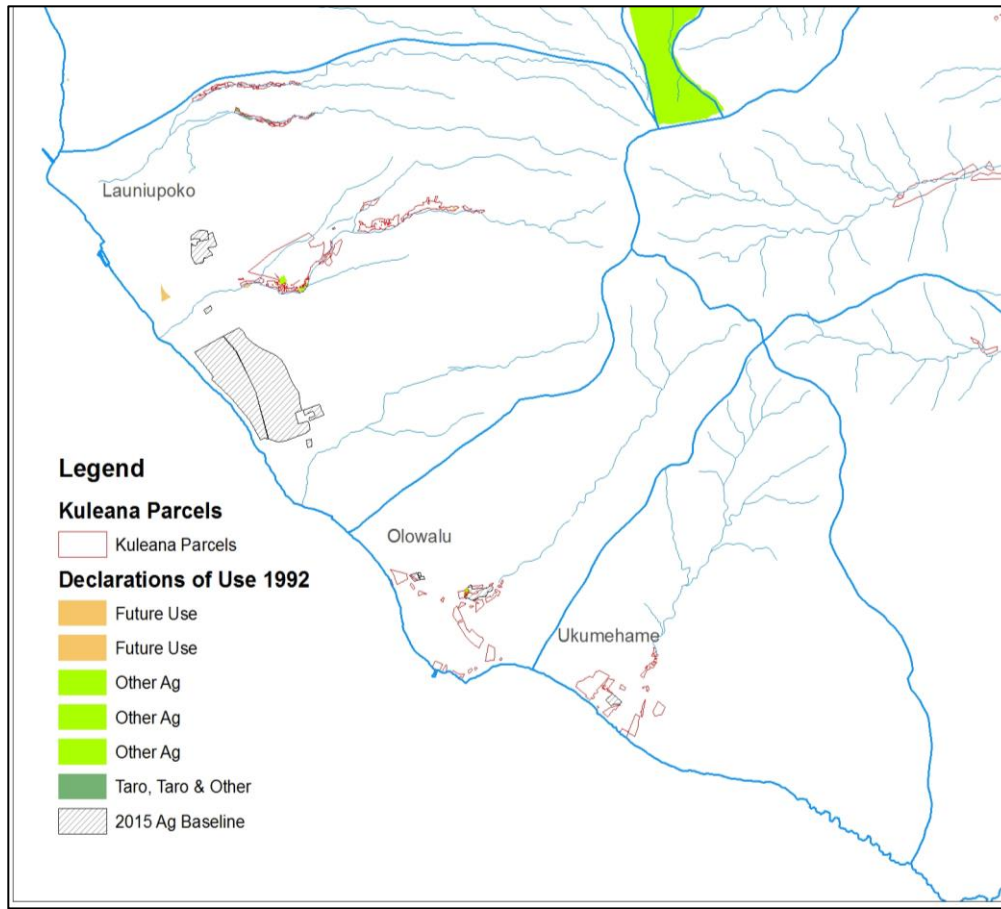 Launiupoko
Olowalu
Ukumehame
Legend
Kuleana Parcels
Kuleana Parcels
Declarations of Use 1992
Future Use
Future Use
Other Ag
Other Ag
Other Ag
Taro, Taro & Other
2015 Ag Baseline